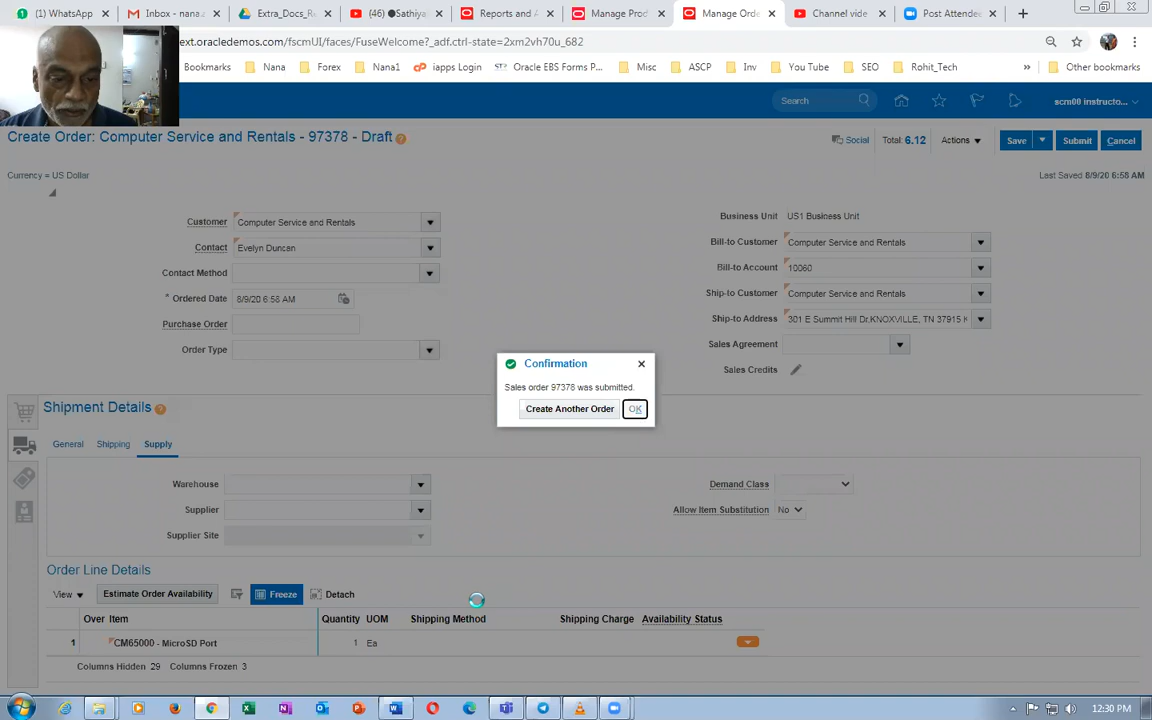 (1) WhatsApp
Inbox - nana.z
Extra_Docs_R
(46) ●Sathiya
Reports and A
Manage Prod
Manage Orde
Channel vide
Post Attendee
ext.oracledemos.com/fscmUI/faces/FuseWelcome?_adf.ctrl-state=2xm2vh70u_682
Bookmarks
Nana
Forex
Nana1
iapps Login
Oracle EBS Forms P...
Misc
ASCP
Inv
You Tube
SEO
Rohit_Tech
»
Other bookmarks
Search
scm00 instructo...
Create Order: Computer Service and Rentals - 97378 - Draft
Social
Total: 6.12
Actions
Save
Submit
Cancel
Currency = US Dollar
Last Saved 8/9/20 6:58 AM
Customer Computer Service and Rentals
Contact Evelyn Duncan
Contact Method
* Ordered Date 8/9/20 6:56 AM
Purchase Order
Order Type
Business Unit US1 Business Unit
Bill-to Customer Computer Service and Rentals
Bill-to Account 10060
Ship-to Customer Computer Service and Rentals
Ship-to Address 301 E Summit Hill Dr,KNOXVILLE, TN 37915 K
Sales Agreement
Sales Credits
Confirmation
Sales order 97378 was submitted.
Create Another Order
OK
Shipment Details
General
Shipping
Supply
Warehouse
Supplier
Supplier Site
Demand Class
Allow Item Substitution No
Order Line Details
View
Estimate Order Availability
Freeze
Detach
Over Item
Quantity
UOM
Shipping Method
Shipping Charge
Availability Status
1
CM65000 - MicroSD Port
1
Ea
Columns Hidden 29
Columns Frozen 3
12:30 PM